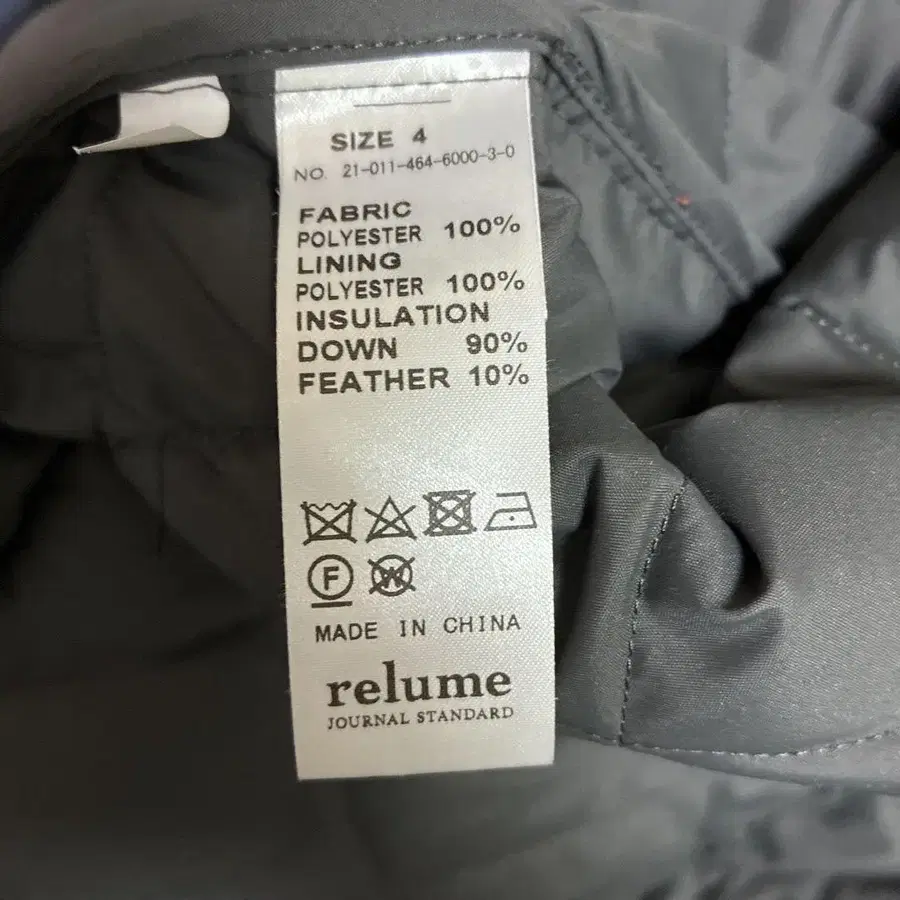 SIZE 4
NO. 21-011-464-6000-3-0
FABRIC
POLYESTER 100%
LINING
POLYESTER 100%
INSULATION
DOWN 90%
FEATHER 10%
F W
MADE IN CHINA
relume
JOURNAL STANDARD